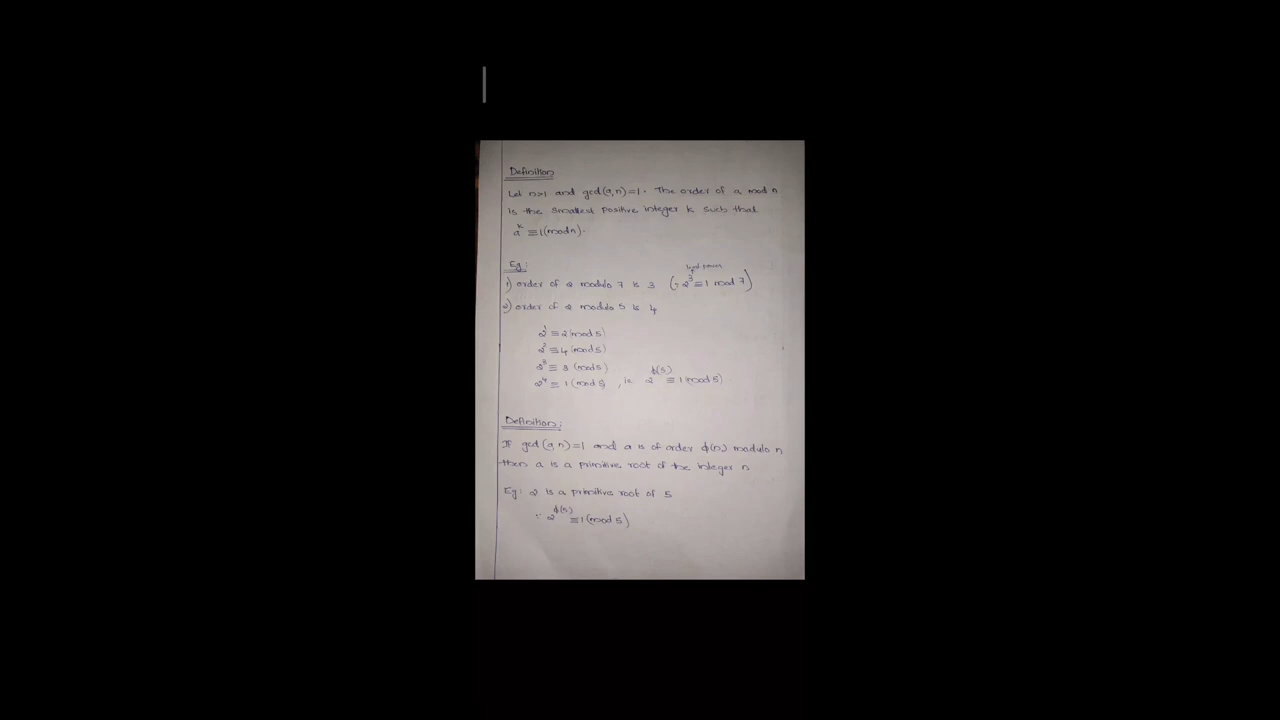 Definition
Let n>1 and gcd(a,n)=1. The order of a mod n
is the smallest positive integer k such that
a^k ≡1(mod n).
Eg:
1) order of 2 modulo 7 is 3 (∵ 2^3 ≡ 1 mod 7)
2) order of 2 modulo 5 is 4
2^1 ≡ 2(mod 5)
2^2 ≡ 4(mod 5)
2^3 ≡ 3 (mod 5)
2^4 ≡ 1 (mod 5) , ie 2^ϕ(5) ≡ 1(mod 5)
Definition:
If gcd(a,n)=1 and a is of order ϕ(n) modulo n
then a is a primitive root of the integer n
Eg: 2 is a primitive root of 5
∵ 2^ϕ(5) ≡1(mod 5)